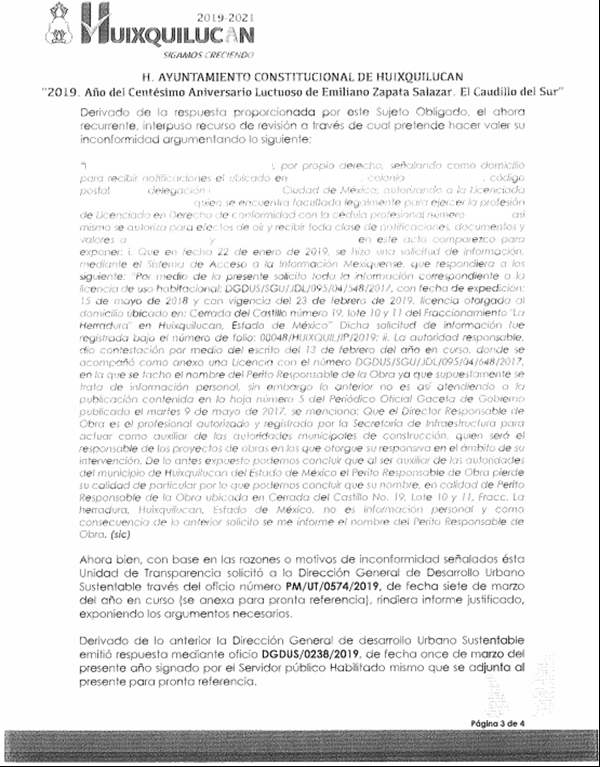 2019-2021
HUIXQUILUCAN
SIGAMOS CRECIENDO
H. AYUNTAMIENTO CONSTITUCIONAL DE HUIXQUILUCAN
"2019. Año del Centésimo Aniversario Luctuoso de Emiliano Zapata Salazar. El Caudillo del Sur"
Derivado de la respuesta proporcionada por este Sujeto Obligado, el ahora
recurrente, interpuso recurso de revisión a través de cual pretende hacer valer su
inconformidad argumentando lo siguiente:
, por propio derecho, señalando como domicilio
para recibir notificaciones el ubicado en , colonia , código
postal delegación Ciudad de México; autorizando a la Licenciada
quien se encuentra facultada legalmente para ejercer la profesión
de Licenciado en Derecho de conformidad con la cédula profesional número así
mismo se autoriza para efectos de oír y recibir toda clase de notificaciones, documentos y
valores a y en este acto comparezco para
exponer: i. Que en fecha 22 de enero de 2019, se hizo una solicitud de información,
mediante el Sistema de Acceso a la Información Mexiquense, que respondiera a los
siguiente: "Por medio de la presente solicito toda la información correspondiente a la
licencia de uso habitacional: DGDUS/SGU/JDL/095/04/548/2017, con fecha de expedición:
15 de mayo de 2018 y con vigencia del 23 de febrero de 2019, licencia otorgada al
domicilio ubicado en: Cerrada del Castillo número 19, lote 10 y 11 del Fraccionamiento "La
Herradura" en Huixquilucan, Estado de México" Dicha solicitud de información fue
registrada bajo el número de folio: 00048/HUIXQUIL/IP/2019; ii. La autoridad responsable,
dio contestación por medio del escrito del 13 de febrero del año en curso, donde se
acompañó como anexo una Licencia con el número DGDUS/SGU/JDL/095/04/548/2017,
en la que se tacho el nombre del Perito Responsable de la Obra ya que supuestamente se
trata de información personal, sin embargo lo anterior no es así atendiendo a la
publicación contenida en la hoja número 5 del Periódico Oficial Gaceta de Gobierno
publicado el martes 9 de mayo de 2017, se menciona: Que el Director Responsable de
Obra es el profesional autorizado y registrado por la Secretaría de Infraestructura para
actuar como auxiliar de las autoridades municipales de construcción, quien será el
responsable de los proyectos de obras en las que otorgue su responsiva en el ámbito de su
intervención. De lo antes expuesto podemos concluir que al ser auxiliar de las autoridades
del municipio de Huixquilucan del Estado de México el Perito Responsable de Obra pierde
su calidad de particular por lo que podemos concluir que su nombre, en calidad de Perito
Responsable de la Obra ubicada en Cerrada del Castillo No. 19, Lote 10 y 11, Fracc. La
herradura, Huixquilucan, Estado de México, no es información personal y como
consecuencia de lo anterior solicito se me informe el nombre del Perito Responsable de
Obra. (sic)
Ahora bien, con base en las razones o motivos de inconformidad señalados ésta
Unidad de Transparencia solicitó a la Dirección General de Desarrollo Urbano
Sustentable través del oficio número PM/UT/0574/2019, de fecha siete de marzo
del año en curso (se anexa para pronta referencia), rindiera informe justificado,
exponiendo los argumentos necesarios.
Derivado de lo anterior la Dirección General de desarrollo Urbano Sustentable
emitió respuesta mediante oficio DGDUS/0238/2019, de fecha once de marzo del
presente año signado por el Servidor público Habilitado mismo que se adjunta al
presente para pronta referencia.
Página 3 de 4